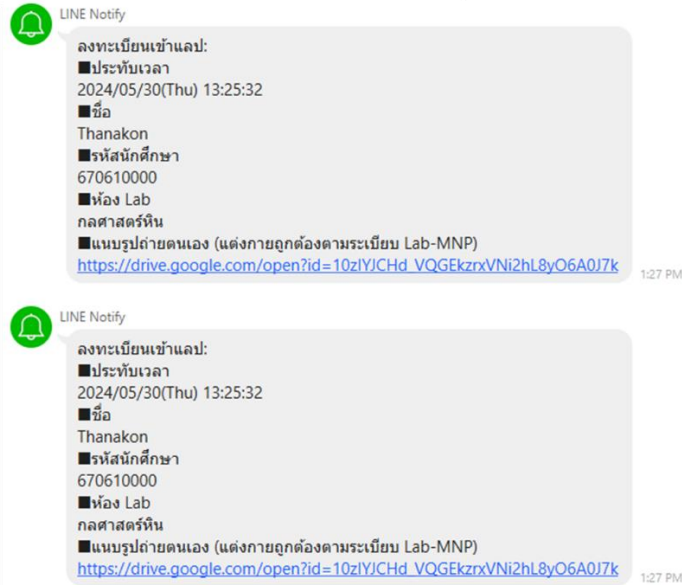 LINE Notify
ลงทะเบียนเข้าแลป:
■ประทับเวลา
2024/05/30(Thu) 13:25:32
■ชื่อ
Thanakon
■รหัสนักศึกษา
670610000
■ห้อง Lab
กลศาสตร์หิน
■แนบรูปถ่ายตนเอง (แต่งกายถูกต้องตามระเบียบ Lab-MNP)
https://drive.google.com/open?id=10zlYJCHd_VQGEkzrxVNi2hL8yO6A0J7k
1:27 PM
LINE Notify
ลงทะเบียนเข้าแลป:
■ประทับเวลา
2024/05/30(Thu) 13:25:32
■ชื่อ
Thanakon
■รหัสนักศึกษา
670610000
■ห้อง Lab
กลศาสตร์หิน
■แนบรูปถ่ายตนเอง (แต่งกายถูกต้องตามระเบียบ Lab-MNP)
https://drive.google.com/open?id=10zlYJCHd_VQGEkzrxVNi2hL8yO6A0J7k
1:27 PM